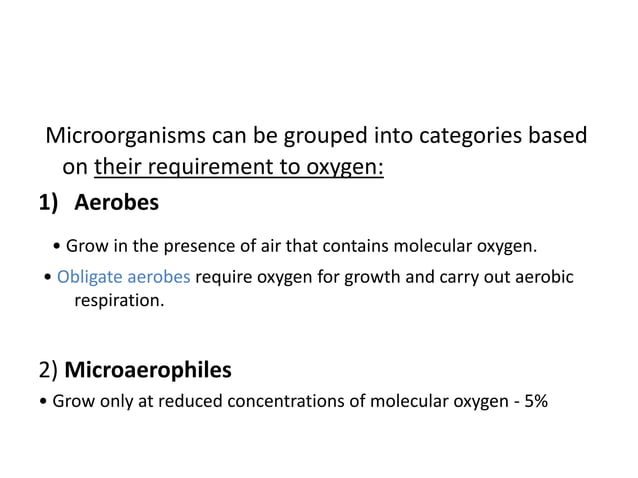 Microorganisms can be grouped into categories based
on their requirement to oxygen:
1) Aerobes
• Grow in the presence of air that contains molecular oxygen.
• Obligate aerobes require oxygen for growth and carry out aerobic
respiration.
2) Microaerophiles
• Grow only at reduced concentrations of molecular oxygen - 5%